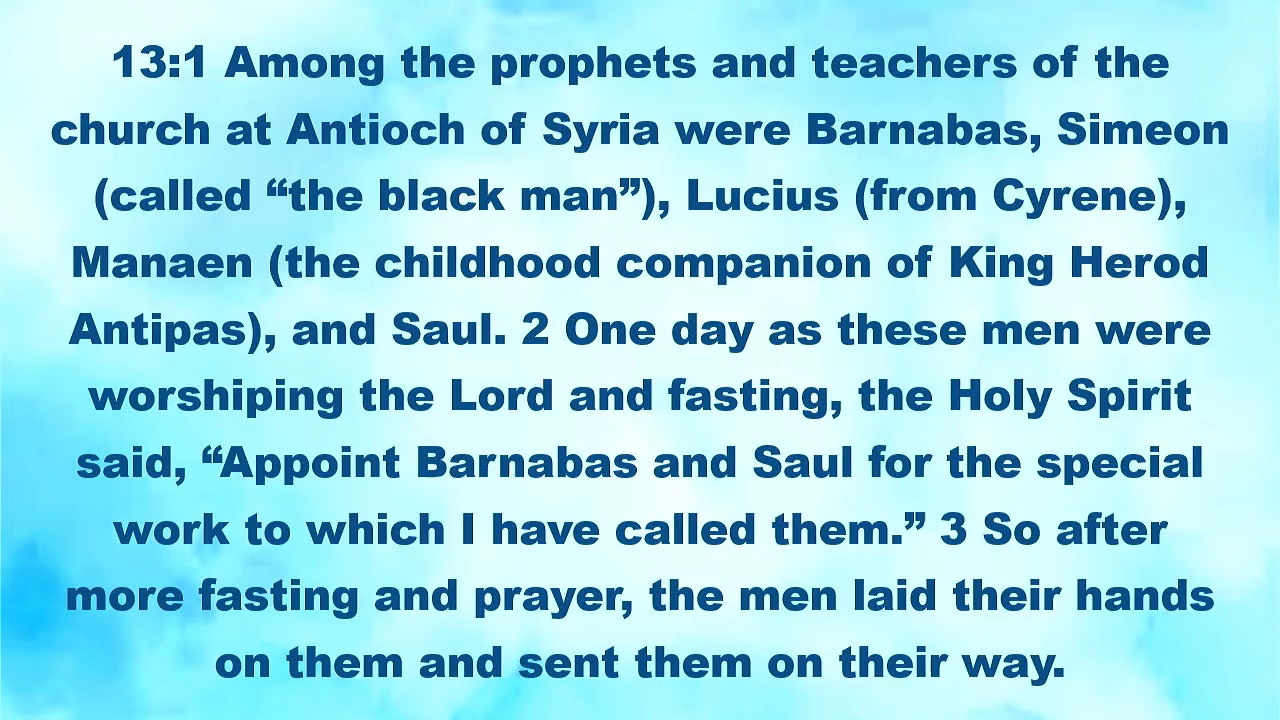 13:1 Among the prophets and teachers of the
church at Antioch of Syria were Barnabas, Simeon
(called “the black man”), Lucius (from Cyrene),
Manaen (the childhood companion of King Herod
Antipas), and Saul. 2 One day as these men were
worshiping the Lord and fasting, the Holy Spirit
said, “Appoint Barnabas and Saul for the special
work to which I have called them.” 3 So after
more fasting and prayer, the men laid their hands
on them and sent them on their way.